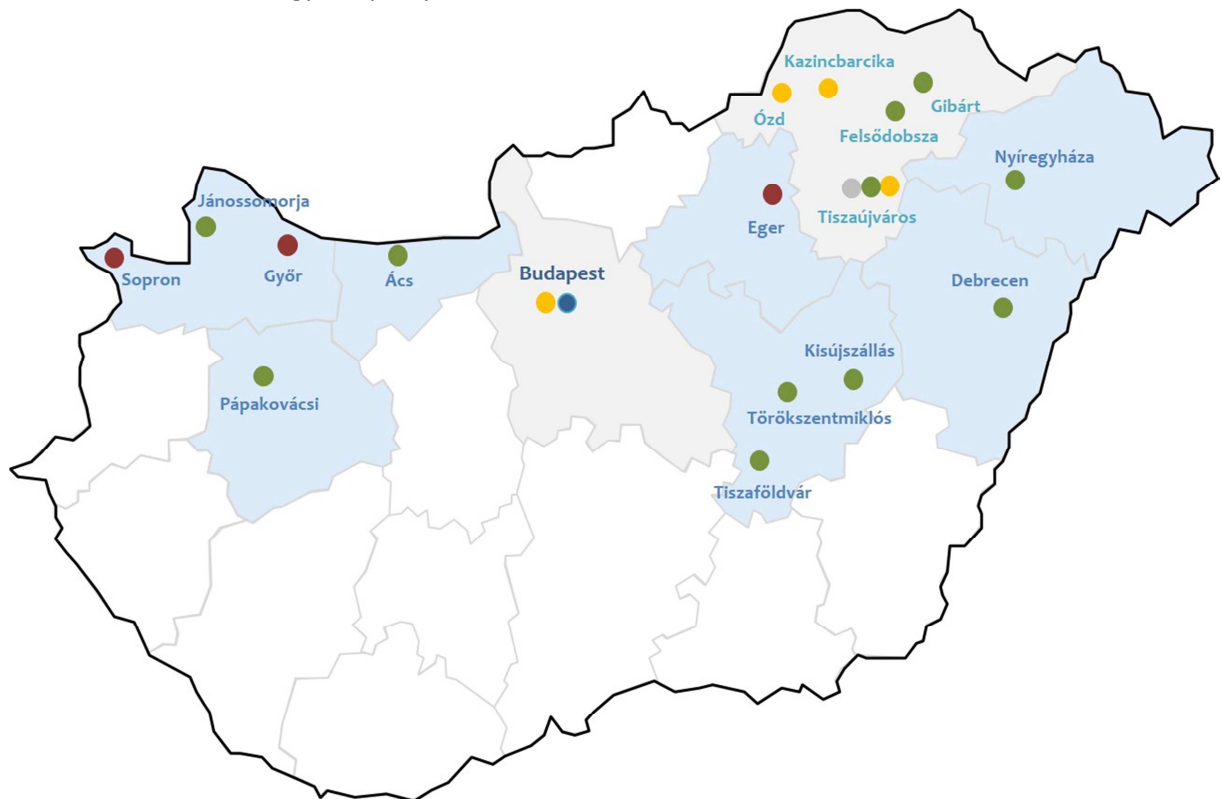 Kazincbarcika
Ózd
Gibárt
Felsődobsza
Nyíregyháza
Tiszaújváros
Eger
Jánossomorja
Sopron
Győr
Ács
Budapest
Debrecen
Kisújszállás
Pápakovácsi
Törökszentmiklós
Tiszaföldvár